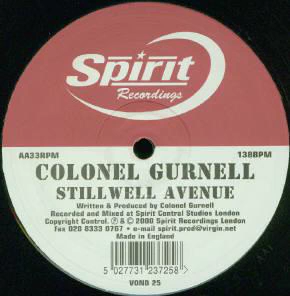 Spirit
Recordings
AA33RPM 138BPM
COLONEL GURNELL
STILLWELL AVENUE
Written & Produced by Colonel Gurnell
Recorded and Mixed at Spirit Control Studios London
Copyright Control. ℗ & © 2000 Spirit Recordings London
Fax 020 8333 0767 • e-mail spirit.prod@virgin.net
Made in England
5 027731 237258
VOND 25